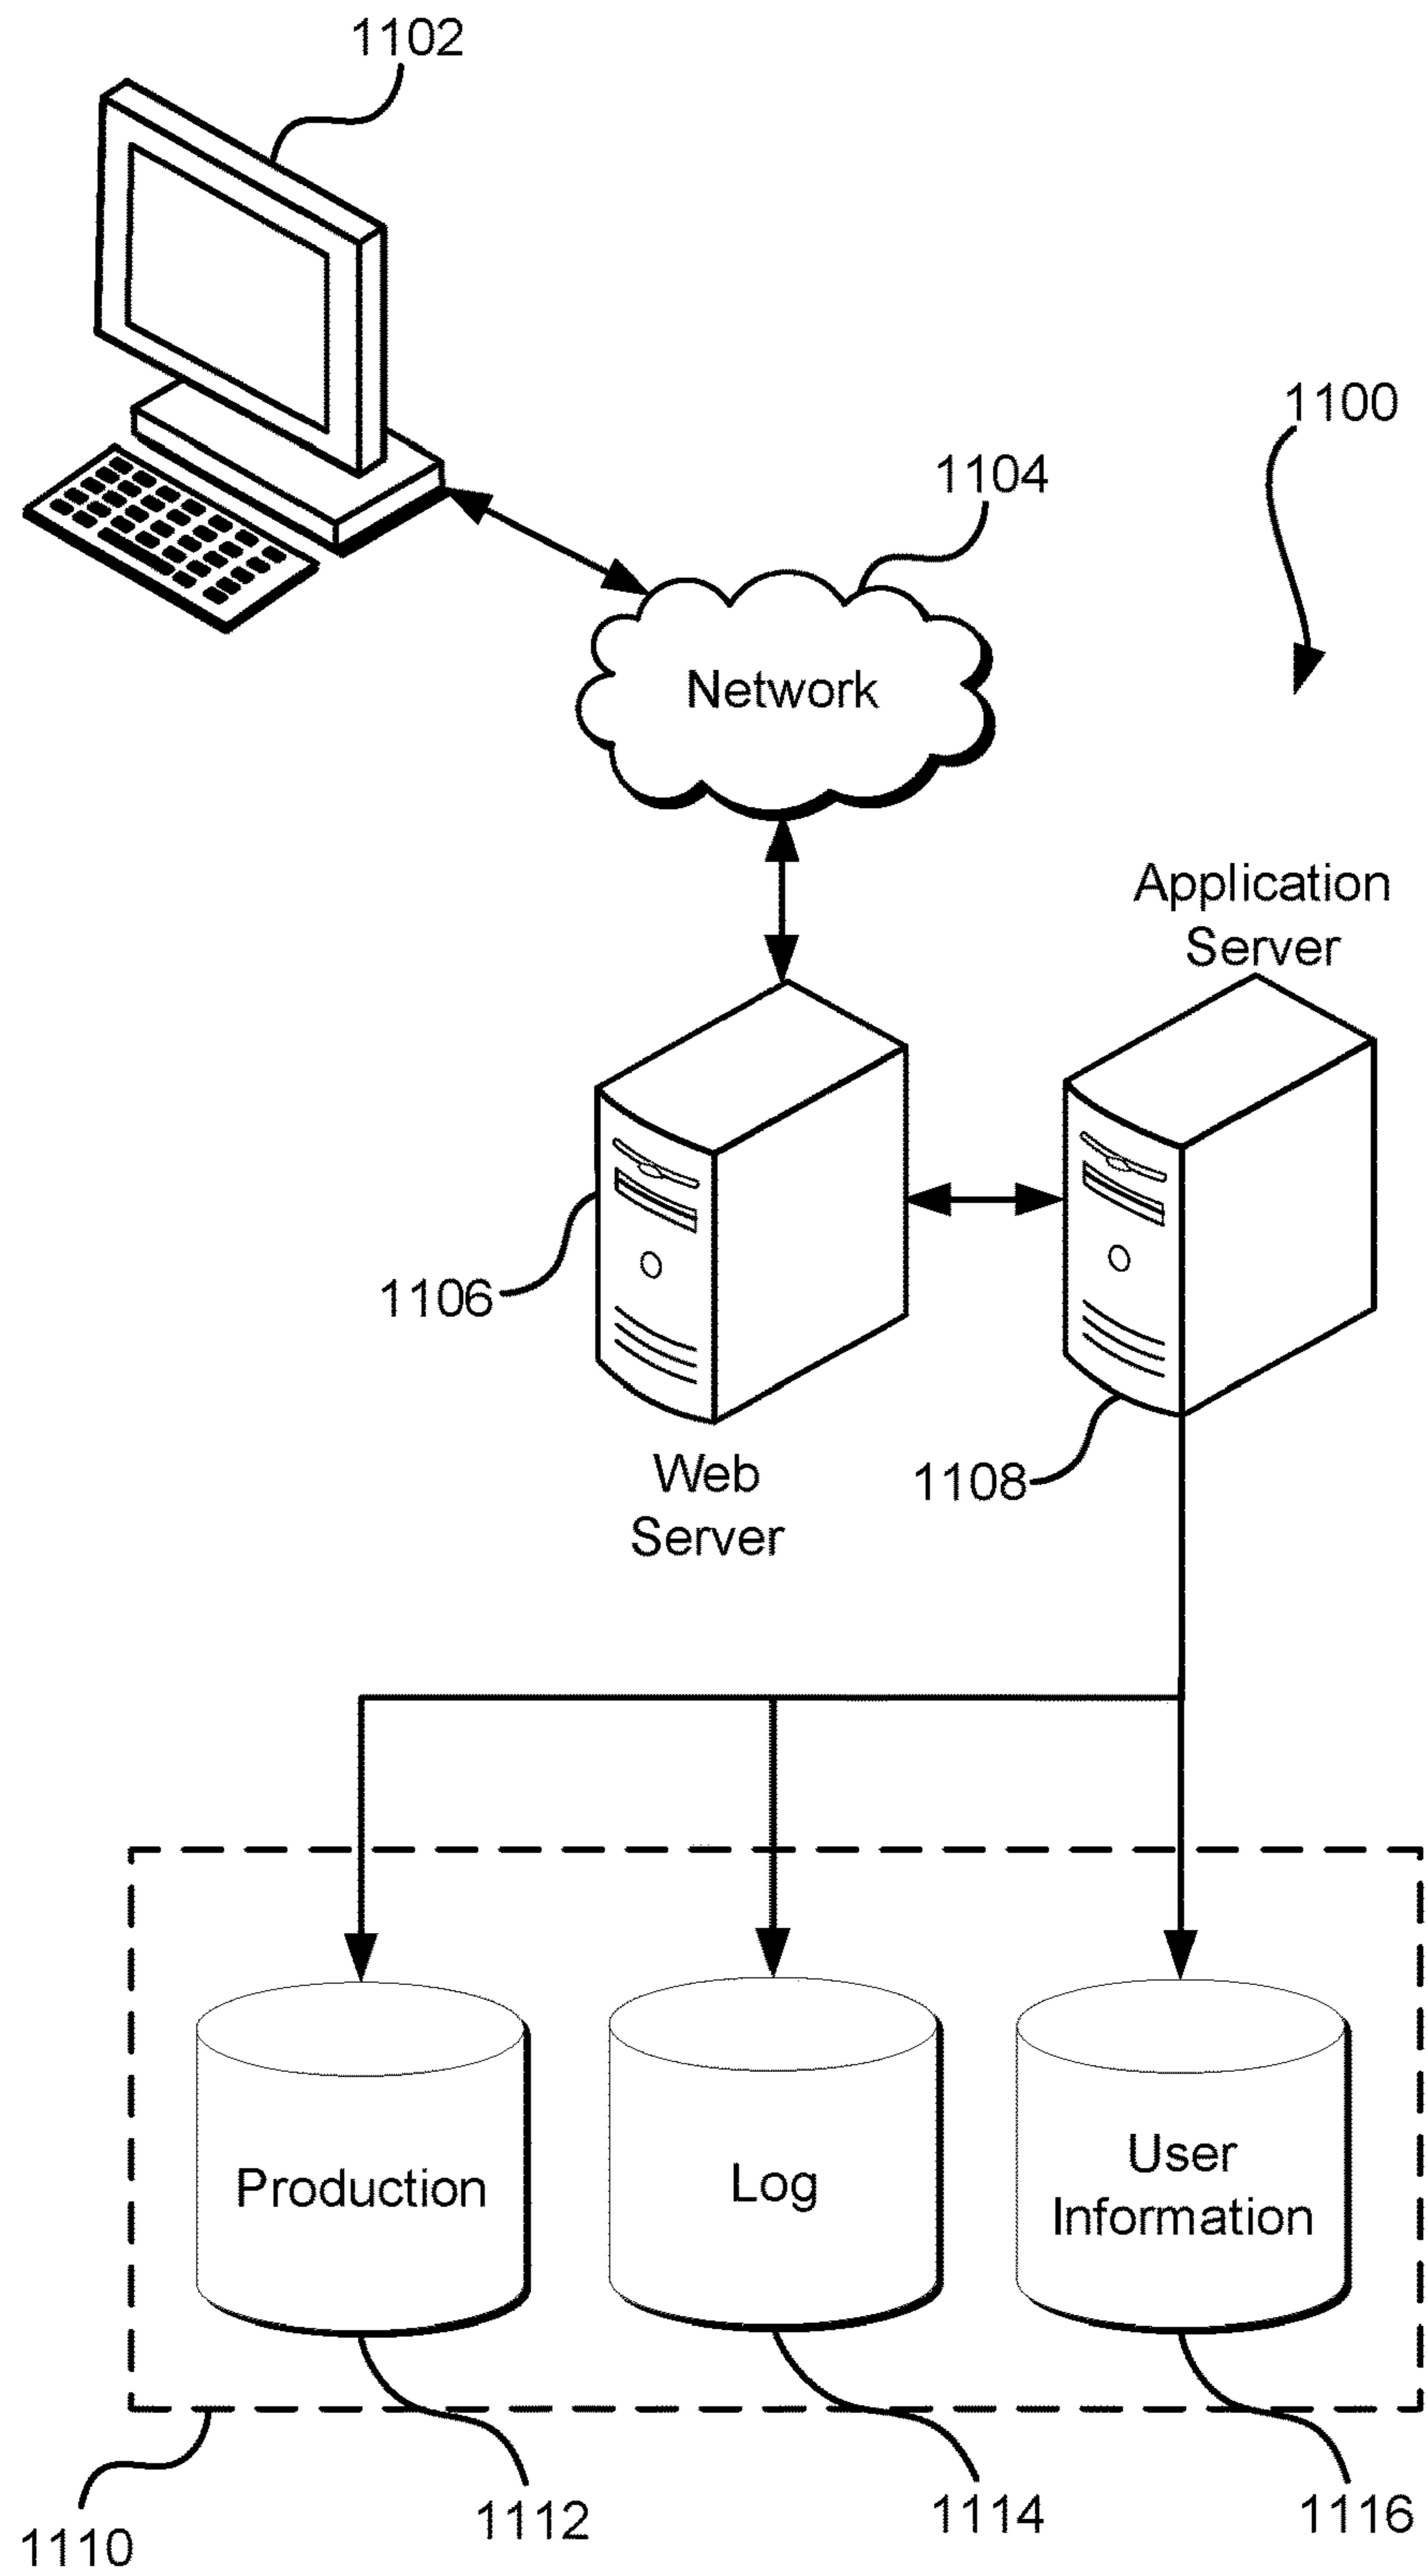 1102
1100
1104
Network
Application
Server
1106
Web
Server
1108
Production
Log
User
Information
1110
1112
1114
1116